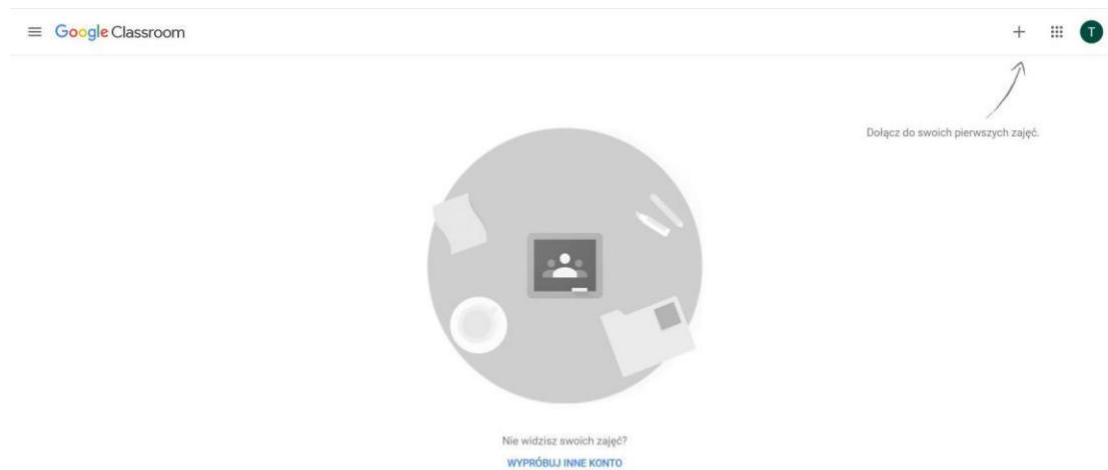 Google Classroom
T
Dołącz do swoich pierwszych zajęć.
Nie widzisz swoich zajęć?
WYPRÓBUJ INNE KONTO